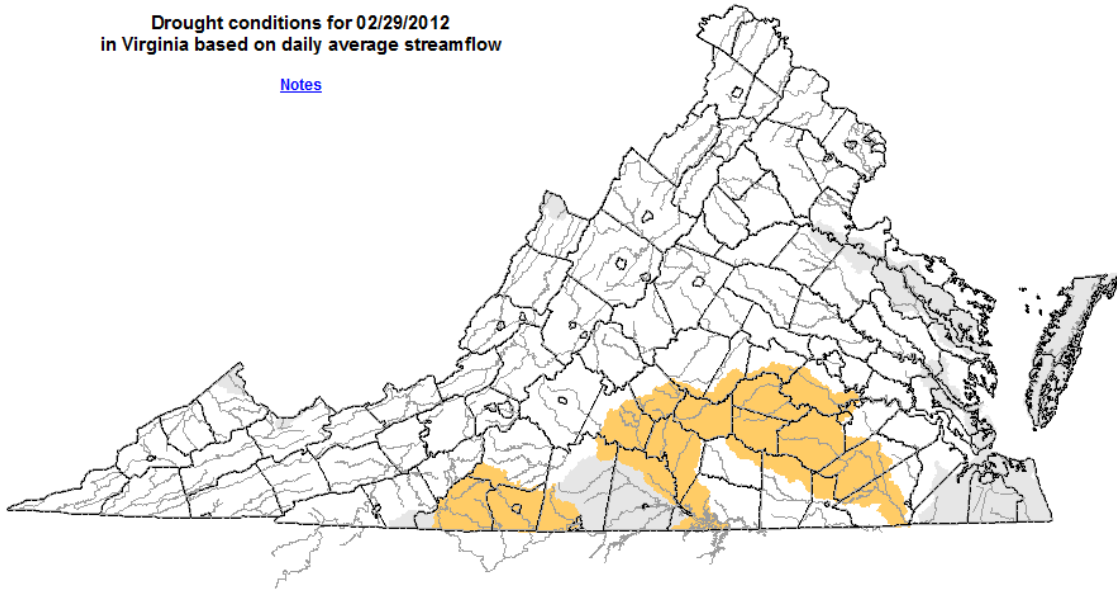 Drought conditions for 02/29/2012
in Virginia based on daily average streamflow
Notes